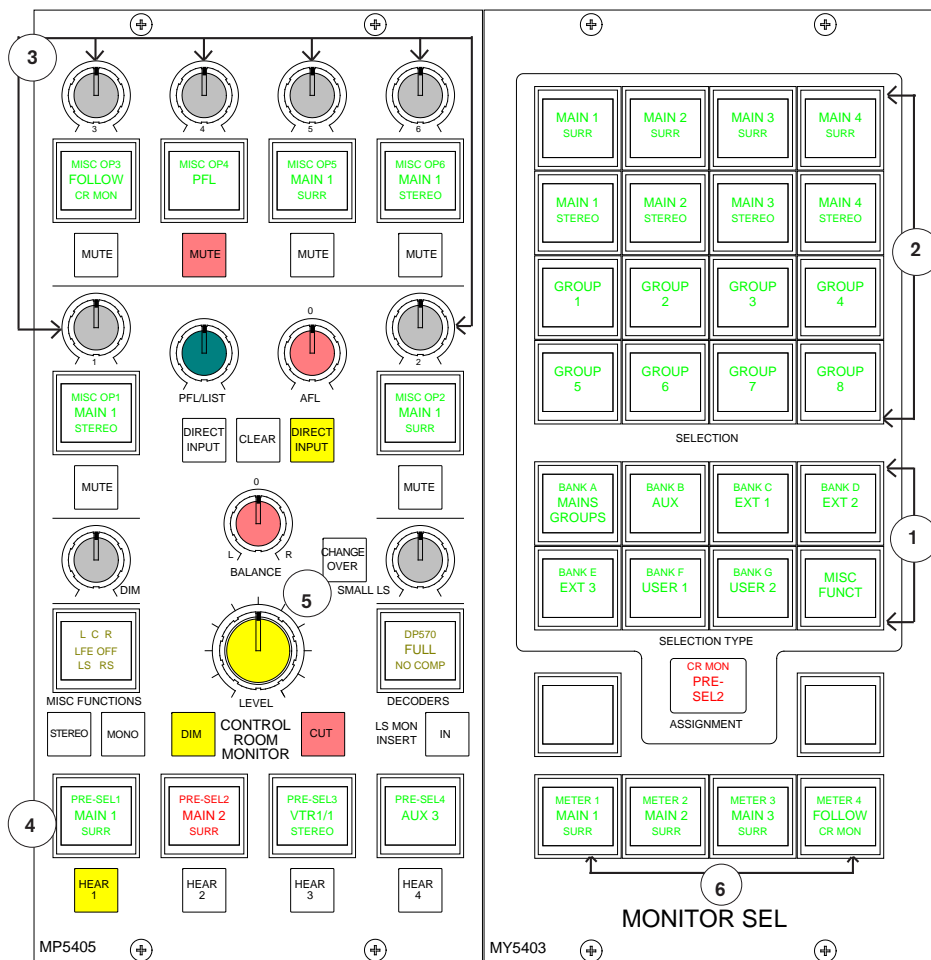 3
3
4
5
6
MISC OP3
FOLLOW
CR MON
MISC OP4
PFL
MISC OP5
MAIN 1
SURR
MISC OP6
MAIN 1
STEREO
MUTE
MUTE
MUTE
MUTE
1
0
2
PFL/LIST
AFL
MISC OP1
MAIN 1
STEREO
DIRECT
INPUT
CLEAR
DIRECT
INPUT
MISC OP2
MAIN 1
SURR
MUTE
MUTE
0
L
R
BALANCE
CHANGE
OVER
DIM
5
SMALL LS
L C R
LFE OFF
LS RS
MISC FUNCTIONS
LEVEL
DP570
FULL
NO COMP
DECODERS
STEREO
MONO
DIM
CONTROL
ROOM
MONITOR
CUT
LS MON
INSERT
IN
4
PRE-SEL1
MAIN 1
SURR
PRE-SEL2
MAIN 2
SURR
PRE-SEL3
VTR1/1
STEREO
PRE-SEL4
AUX 3
HEAR
1
HEAR
2
HEAR
3
HEAR
4
MP5405
MAIN 1
SURR
MAIN 2
SURR
MAIN 3
SURR
MAIN 4
SURR
MAIN 1
STEREO
MAIN 2
STEREO
MAIN 3
STEREO
MAIN 4
STEREO
2
GROUP
1
GROUP
2
GROUP
3
GROUP
4
GROUP
5
GROUP
6
GROUP
7
GROUP
8
SELECTION
BANK A
MAINS
GROUPS
BANK B
AUX
BANK C
EXT 1
BANK D
EXT 2
1
BANK E
EXT 3
BANK F
USER 1
BANK G
USER 2
MISC
FUNCT
SELECTION TYPE
CR MON
PRE-
SEL2
ASSIGNMENT
METER 1
MAIN 1
SURR
METER 2
MAIN 2
SURR
METER 3
MAIN 3
SURR
METER 4
FOLLOW
CR MON
6
MONITOR SEL
MY5403